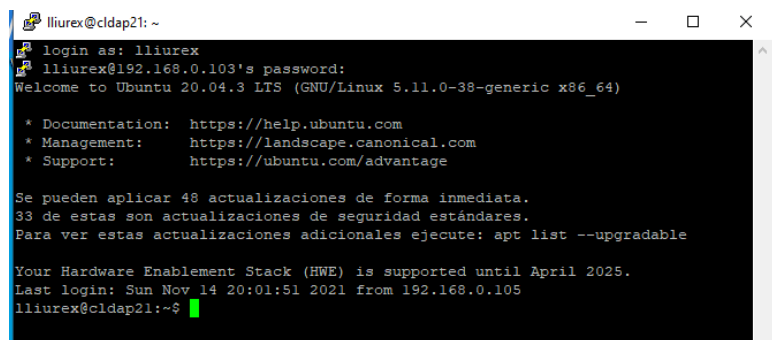 lliurex@cldap21: ~
login as: lliurex
lliurex@192.168.0.103's password:
Welcome to Ubuntu 20.04.3 LTS (GNU/Linux 5.11.0-38-generic x86_64)
* Documentation: https://help.ubuntu.com
* Management: https://landscape.canonical.com
* Support: https://ubuntu.com/advantage
Se pueden aplicar 48 actualizaciones de forma inmediata.
33 de estas son actualizaciones de seguridad estándares.
Para ver estas actualizaciones adicionales ejecute: apt list --upgradable
Your Hardware Enablement Stack (HWE) is supported until April 2025.
Last login: Sun Nov 14 20:01:51 2021 from 192.168.0.105
lliurex@cldap21:~$